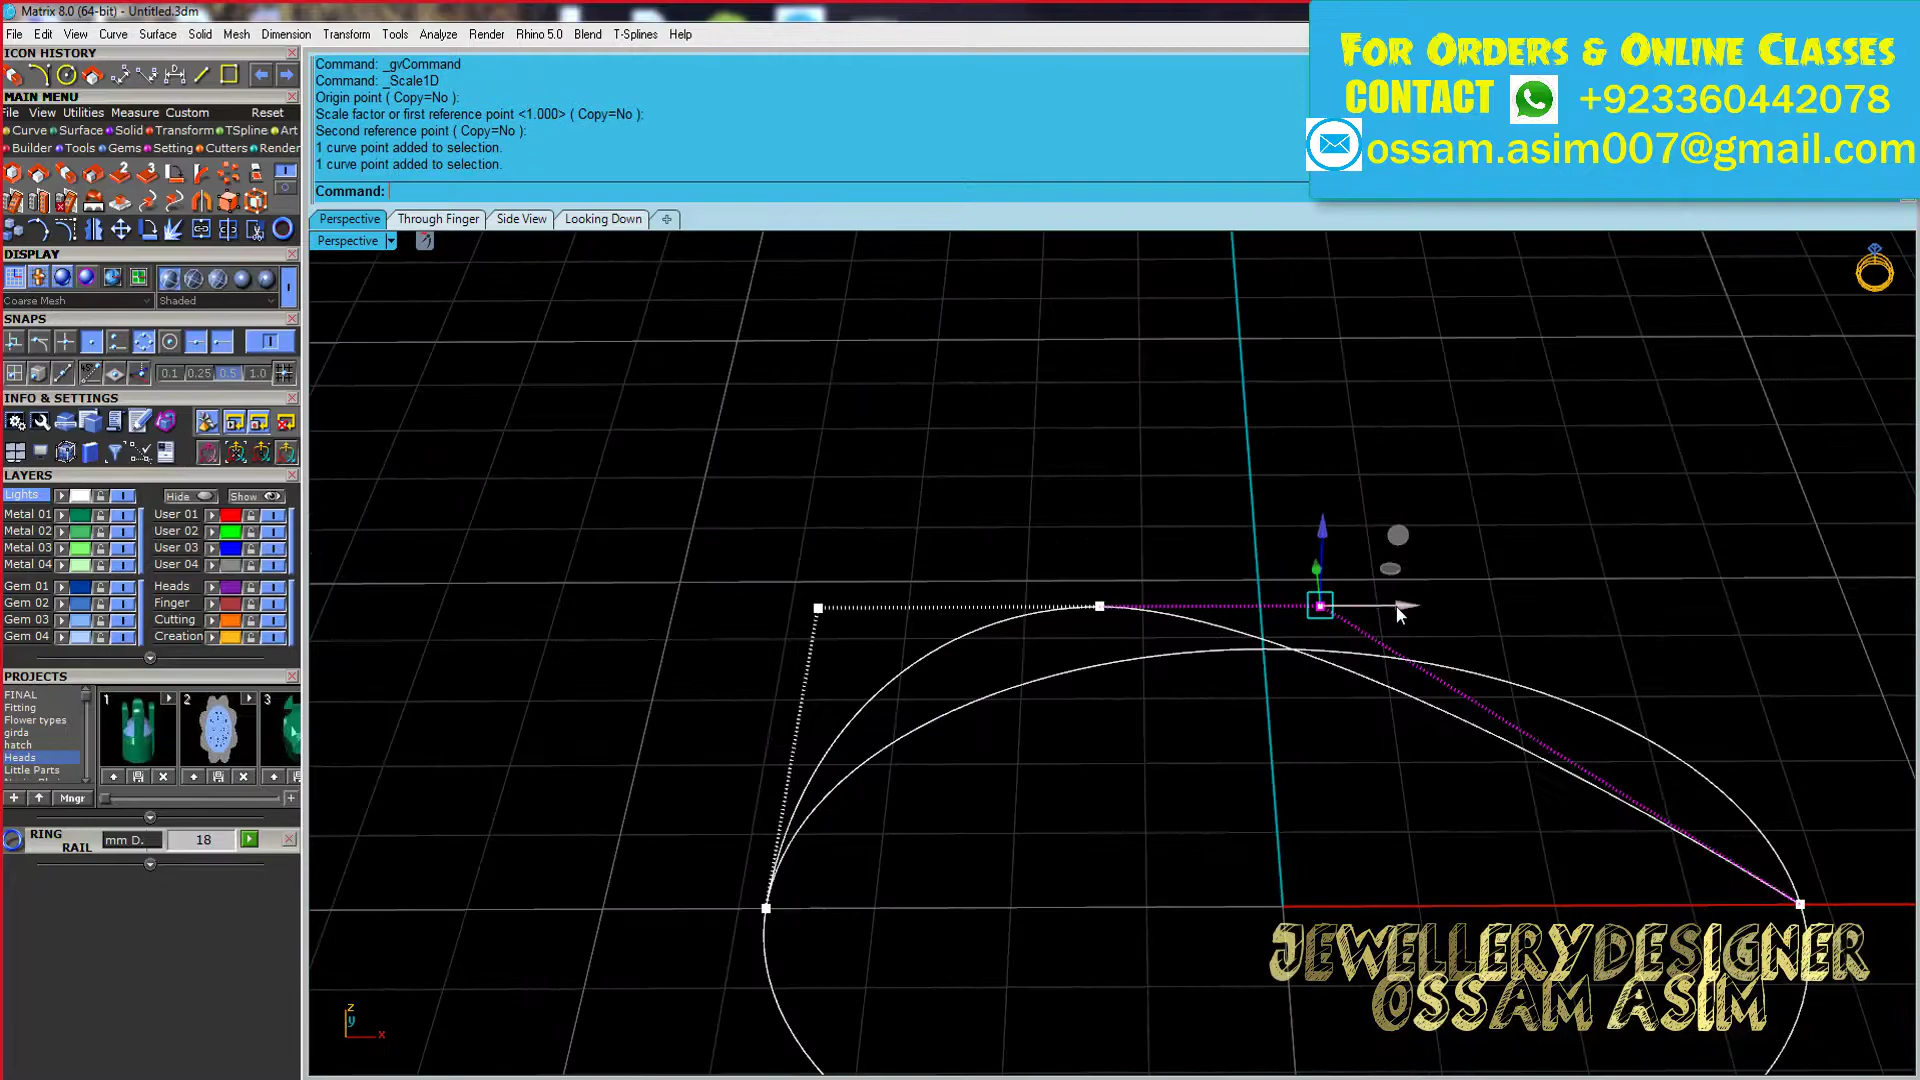 Matrix 8.0 (64-bit) - Untitled.3dm
File Edit View Curve Surface Solid Mesh Dimension Transform Tools Analyze Render Rhino 5.0 Blend T-Splines Help
ICON HISTORY
MAIN MENU
File View Utilities Measure Custom Reset
Curve Surface Solid Transform TSpline Art
Builder Tools Gems Setting Cutters Render
DISPLAY
Coarse Mesh Shaded
SNAPS
0.1 0.25 0.5 1.0
INFO & SETTINGS
LAYERS
Lights Hide Show
Metal 01 User 01
Metal 02 User 02
Metal 03 User 03
Metal 04 User 04
Gem 01 Heads
Gem 02 Finger
Gem 03 Cutting
Gem 04 Creation
PROJECTS
FINAL
Fitting
Flower types
girda
hatch
Heads
Little Parts
1 2 3
Mngr
RING RAIL mm D. 18
Command: _gvCommand
Command: _Scale1D
Origin point ( Copy=No ):
Scale factor or first reference point <1.000> ( Copy=No ):
Second reference point ( Copy=No ):
1 curve point added to selection.
1 curve point added to selection.
Command:
Perspective Through Finger Side View Looking Down
Perspective
z
y
x
For Orders & Online Classes
Contact +923360442078
ossam.asim007@gmail.com
JEWELLERY DESIGNER
OSSAM ASIM